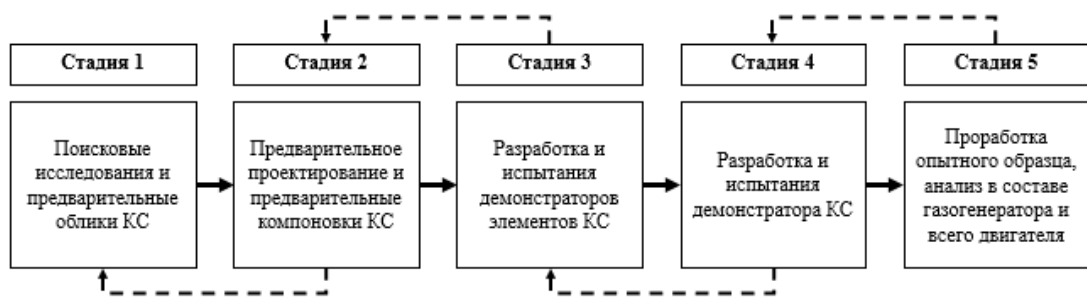 Стадия 1
Стадия 2
Стадия 3
Стадия 4
Стадия 5
Поисковые
исследования и
предварительные
облики КС
Предварительное
проектирование и
предварительные
компоновки КС
Разработка и
испытания
демонстраторов
элементов КС
Разработка и
испытания
демонстратора КС
Проработка
опытного образца,
анализ в составе
газогенератора и
всего двигателя